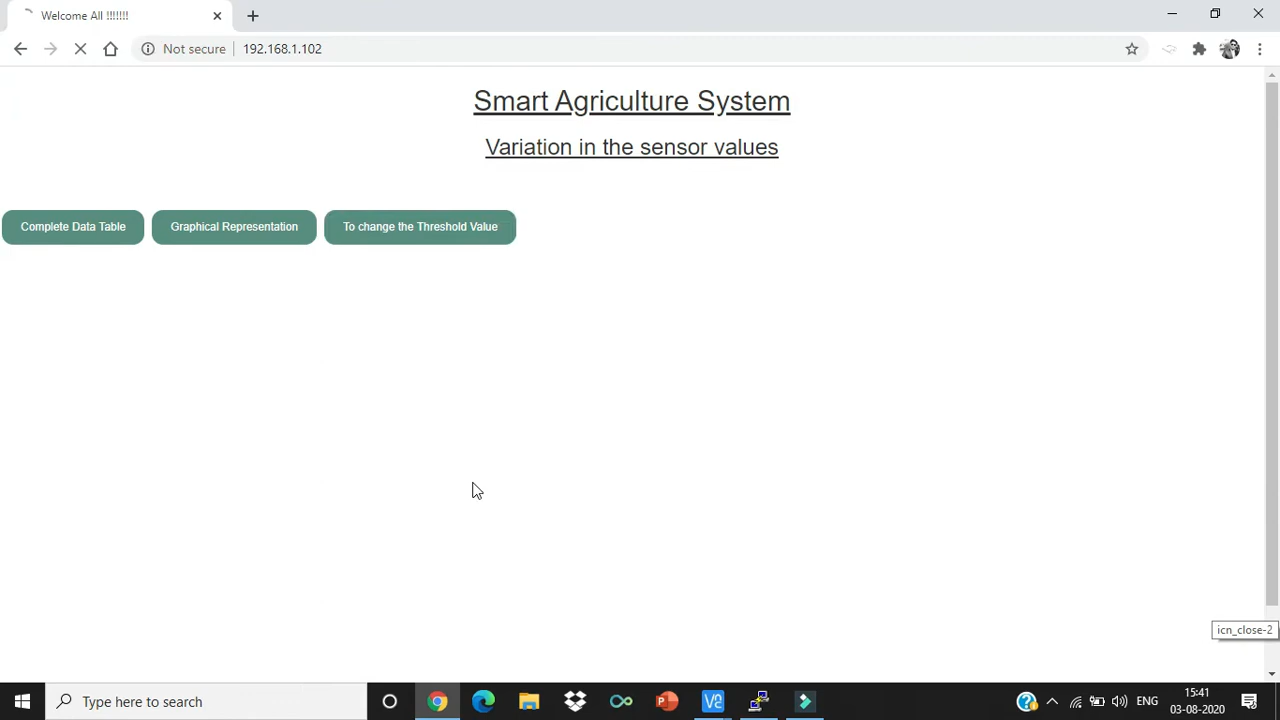 Welcome All !!!!!!!
Not secure
192.168.1.102
Smart Agriculture System
Variation in the sensor values
Complete Data Table
Graphical Representation
To change the Threshold Value
icn_close-2
Type here to search
ENG
15:41
03-08-2020